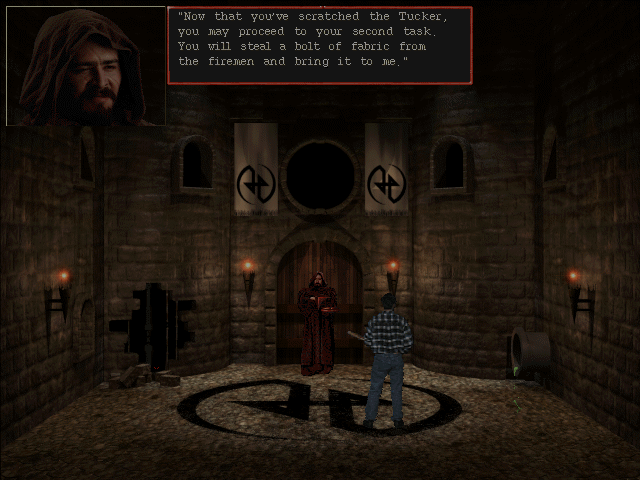 "Now that you've scratched the Tucker,
you may proceed to your second task.
You will steal a bolt of fabric from
the firemen and bring it to me."